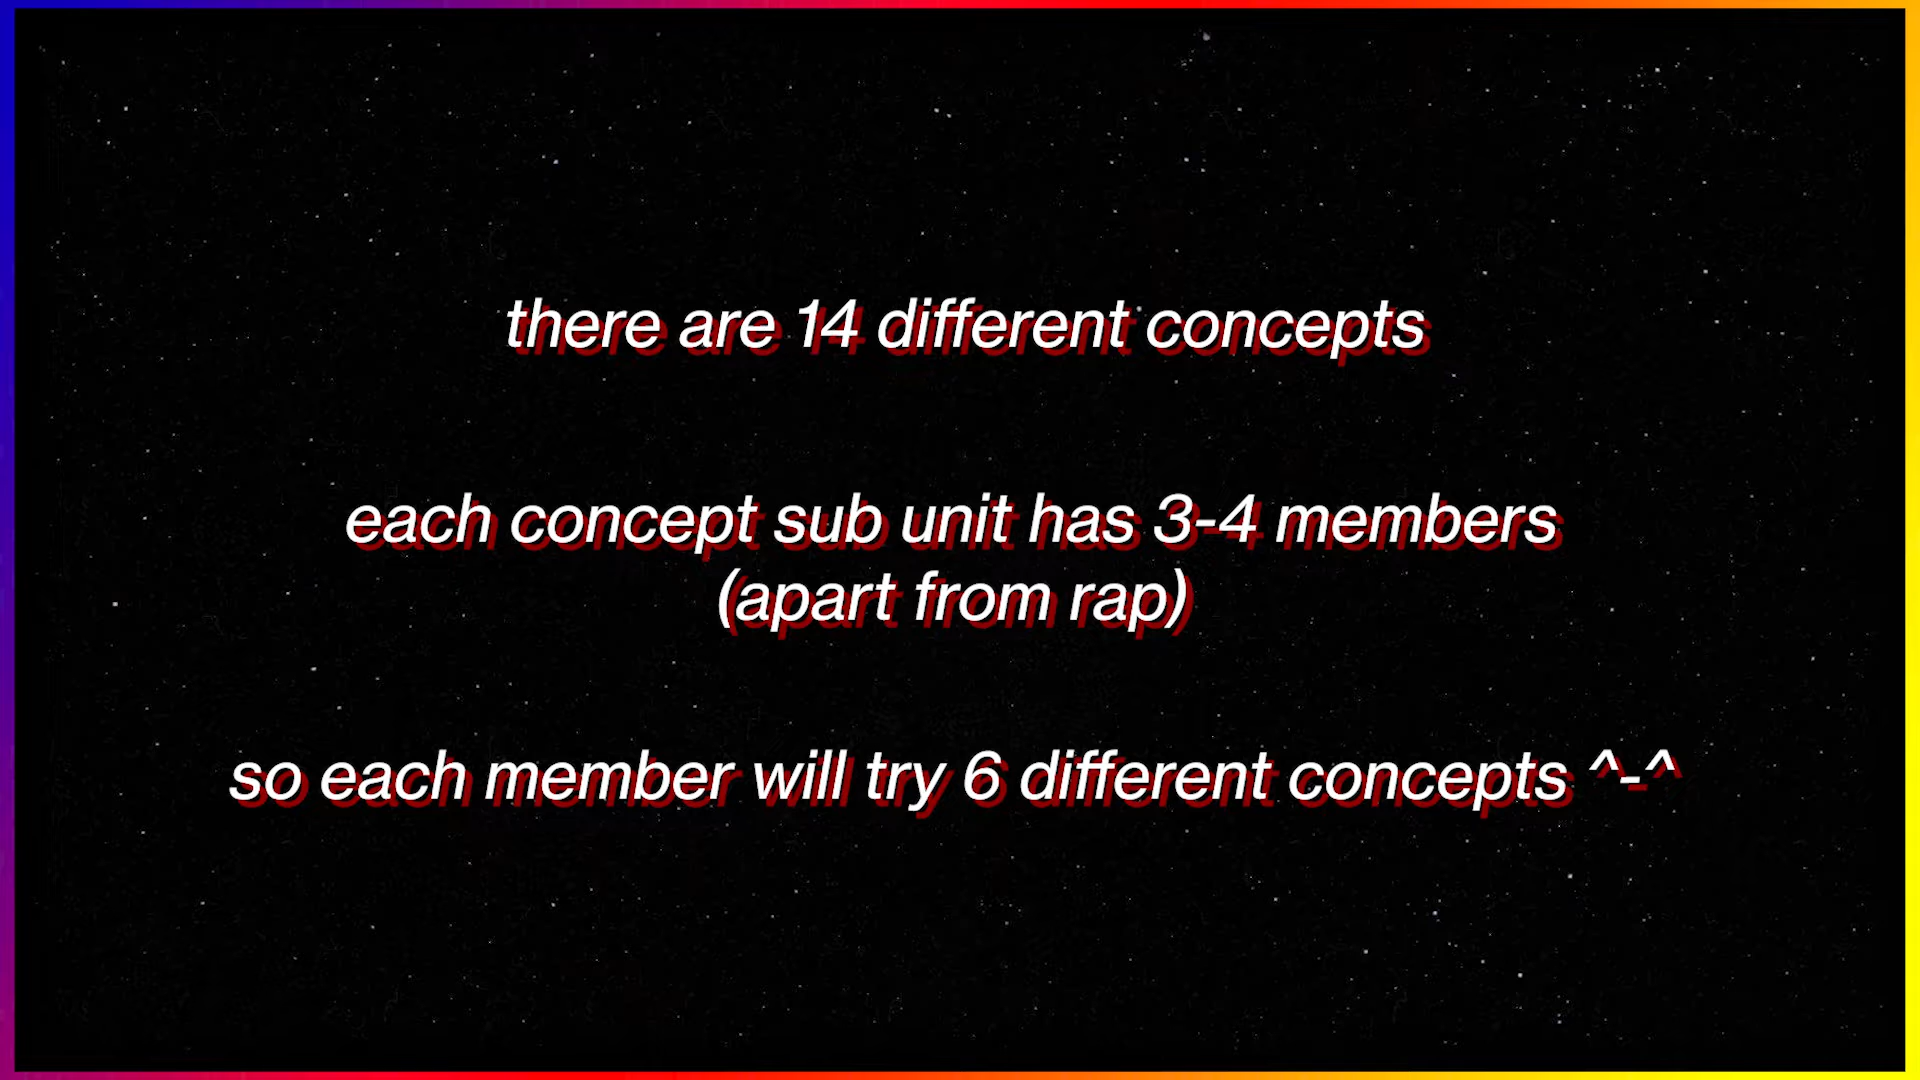 there are 14 different concepts
each concept sub unit has 3-4 members
(apart from rap)
so each member will try 6 different concepts ^-^